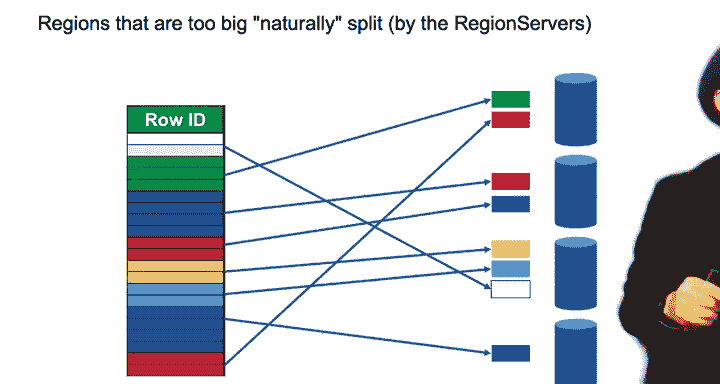 Regions that are too big "naturally" split (by the RegionServers)
Row ID